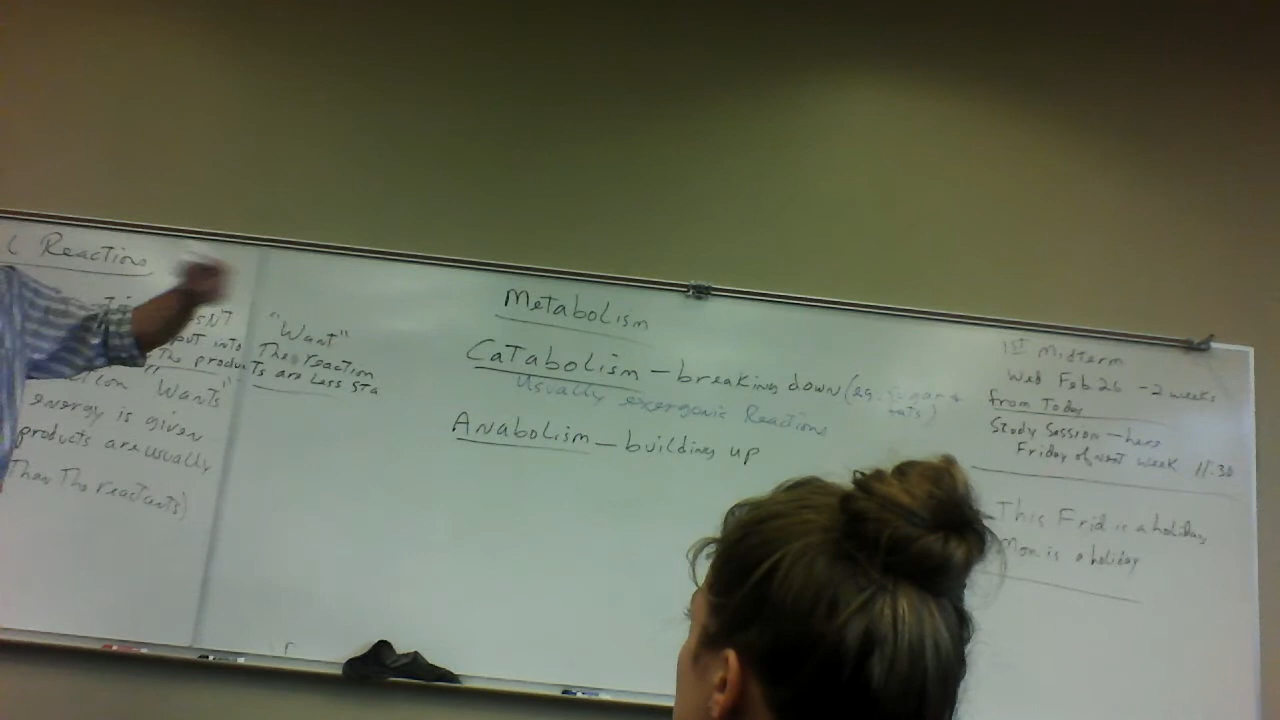 L Reactions
"Want"
put into The reaction
The products are less sta
"Wants"
energy is given
products are usually
Than The reactants)
Metabolism
Catabolism - breaking down (eg. sugar &
fats)
Usually exergonic Reactions
Anabolism - building up
1st Midterm
Wed Feb 26 - 2 weeks
from Today
Study Session - here
Friday of next week 11:30
This Frid is a holiday
Mon is a holiday